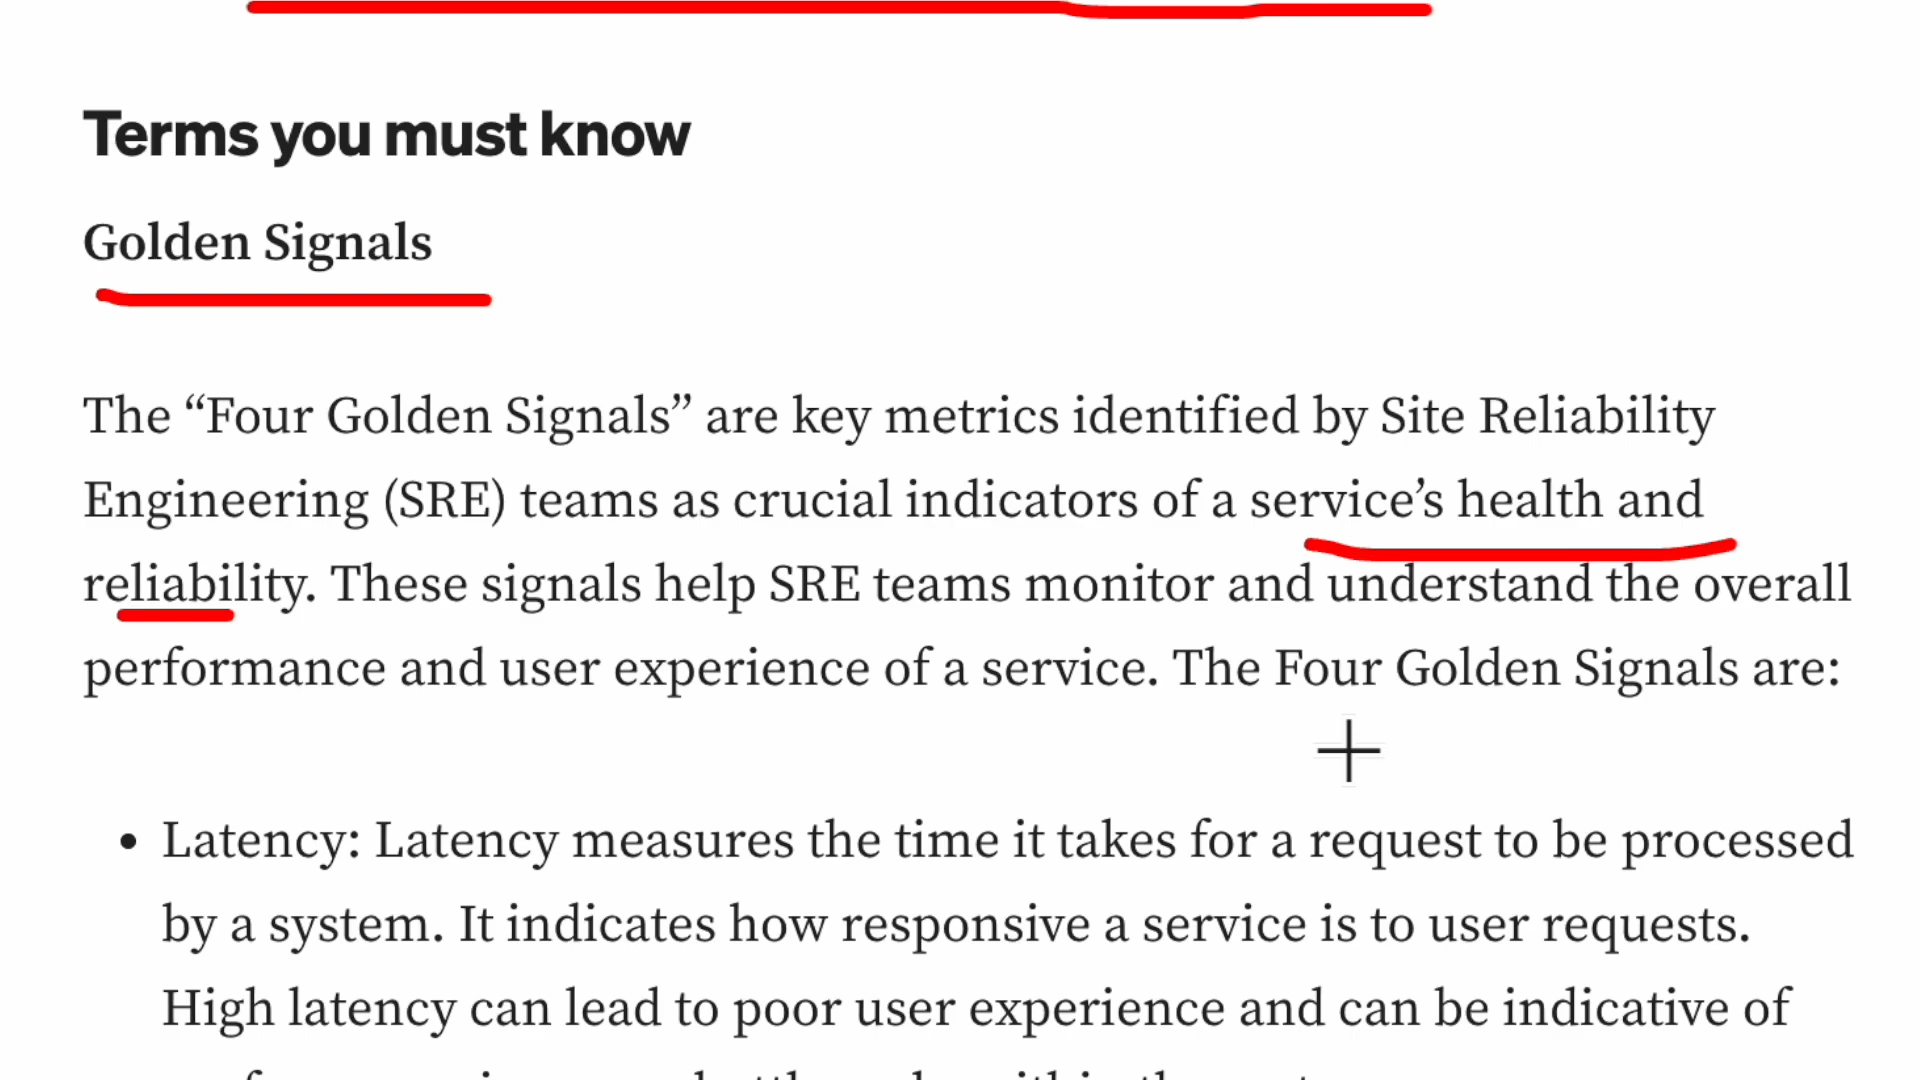 Terms you must know
Golden Signals
The “Four Golden Signals” are key metrics identified by Site Reliability
Engineering (SRE) teams as crucial indicators of a service’s health and
reliability. These signals help SRE teams monitor and understand the overall
performance and user experience of a service. The Four Golden Signals are:
• Latency: Latency measures the time it takes for a request to be processed
by a system. It indicates how responsive a service is to user requests.
High latency can lead to poor user experience and can be indicative of